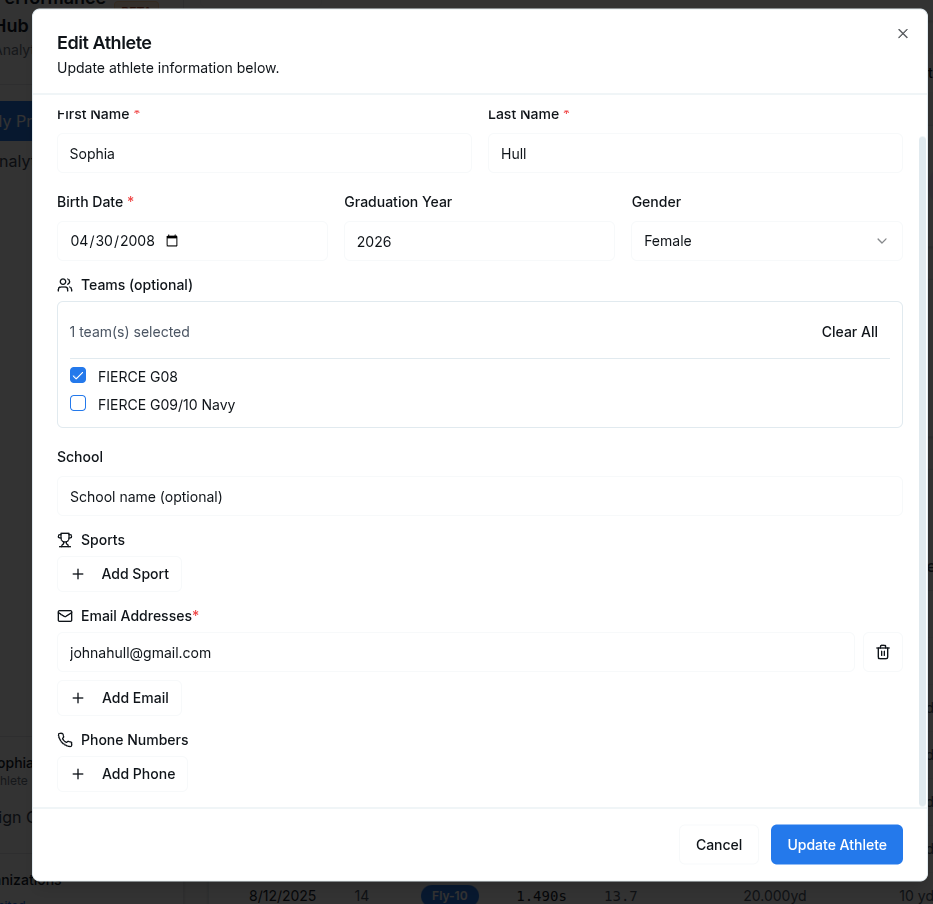 Hub
Edit Athlete
Update athlete information below.
First Name *
Last Name *
Sophia
Hull
Birth Date *
Graduation Year
Gender
04/30/2008
2026
Female
Teams (optional)
1 team(s) selected
Clear All
FIERCE G08
FIERCE G09/10 Navy
School
School name (optional)
Sports
+ Add Sport
Email Addresses*
johnahull@gmail.com
+ Add Email
Phone Numbers
+ Add Phone
Cancel
Update Athlete
8/12/2025 14 Fly-10 1.490s 13.7 20.000yd 10 yd